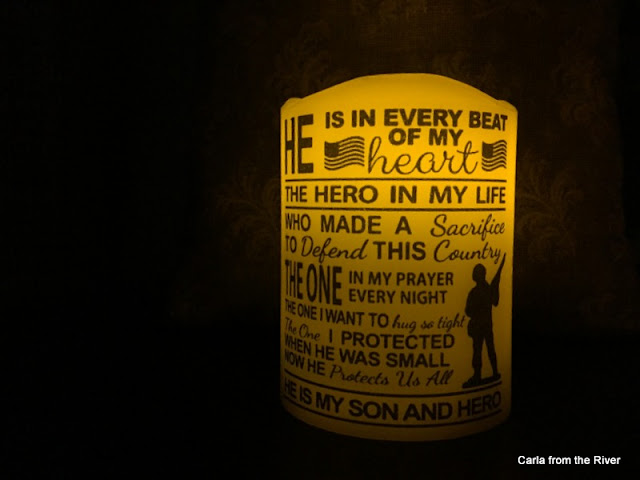 HE IS IN EVERY BEAT
OF MY
heart
THE HERO IN MY LIFE
WHO MADE A Sacrifice
TO Defend THIS Country
THE ONE IN MY PRAYER
EVERY NIGHT
THE ONE I WANT TO hug so tight
The One I PROTECTED
WHEN HE WAS SMALL
NOW HE Protects Us All
HE IS MY SON AND HERO
Carla from the River